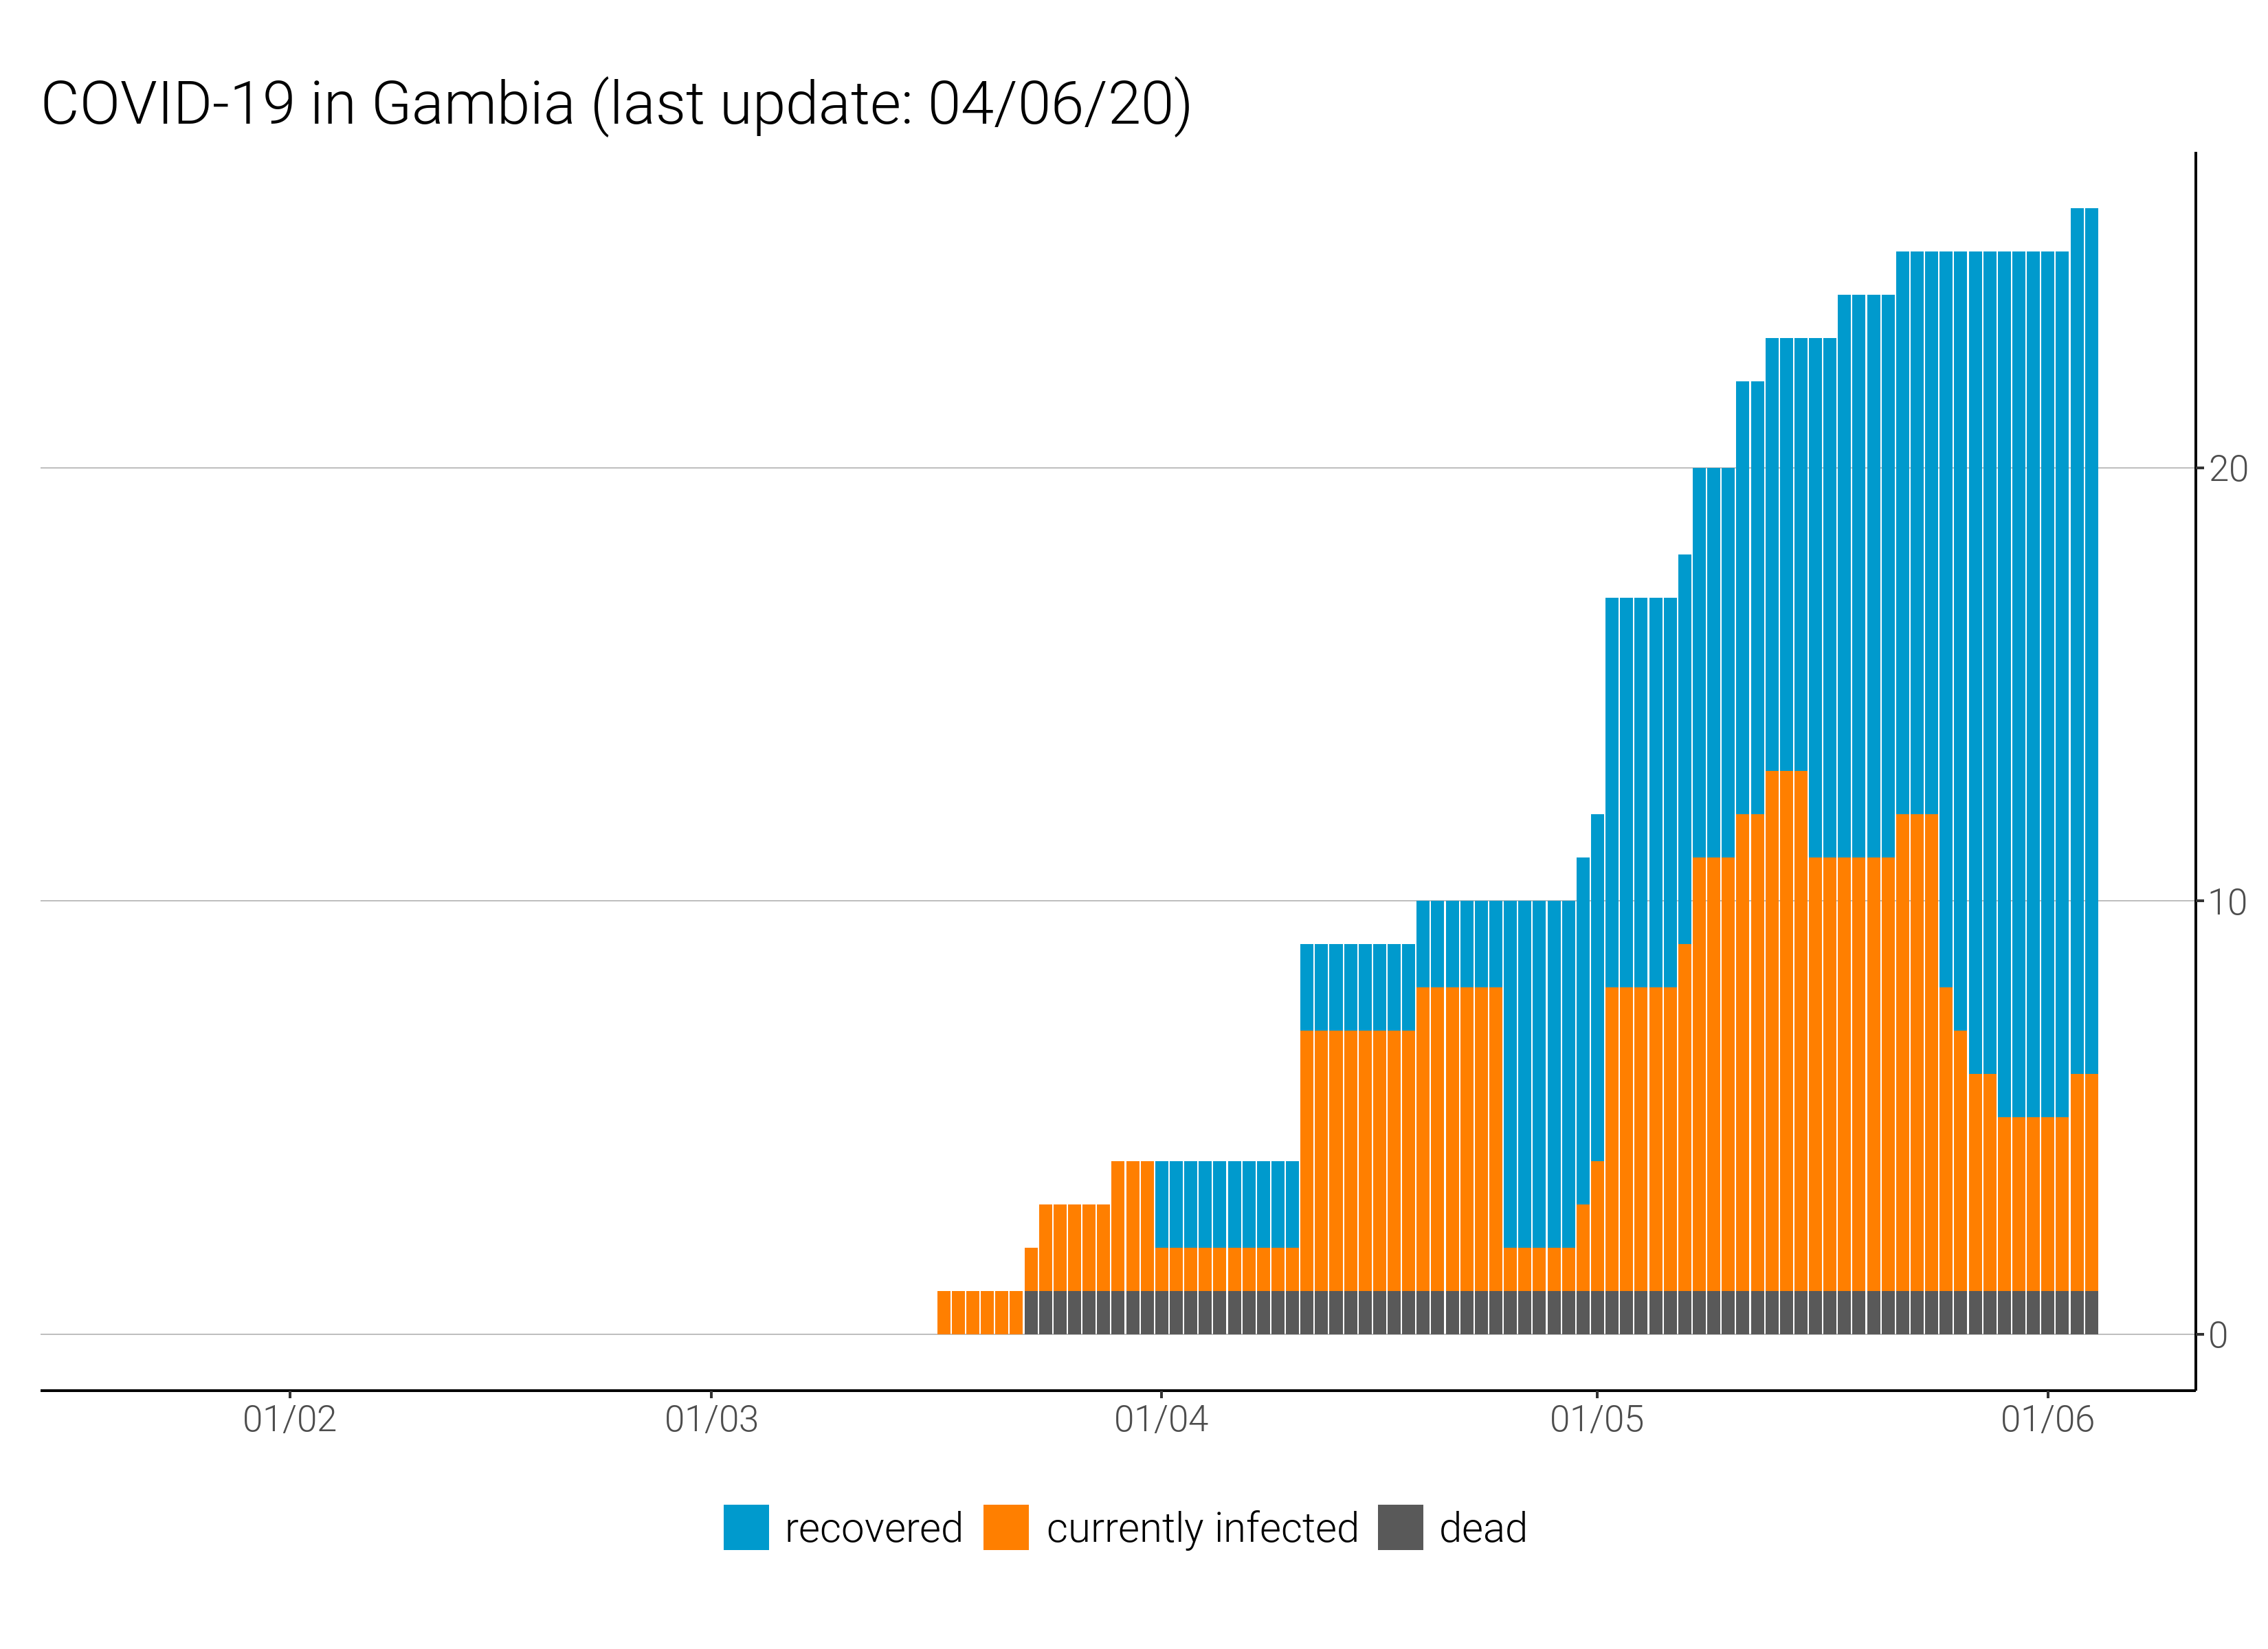 COVID-19 in Gambia (last update: 04/06/20)
20
10
0
01/02 01/03 01/04 01/05 01/06
recovered currently infected dead